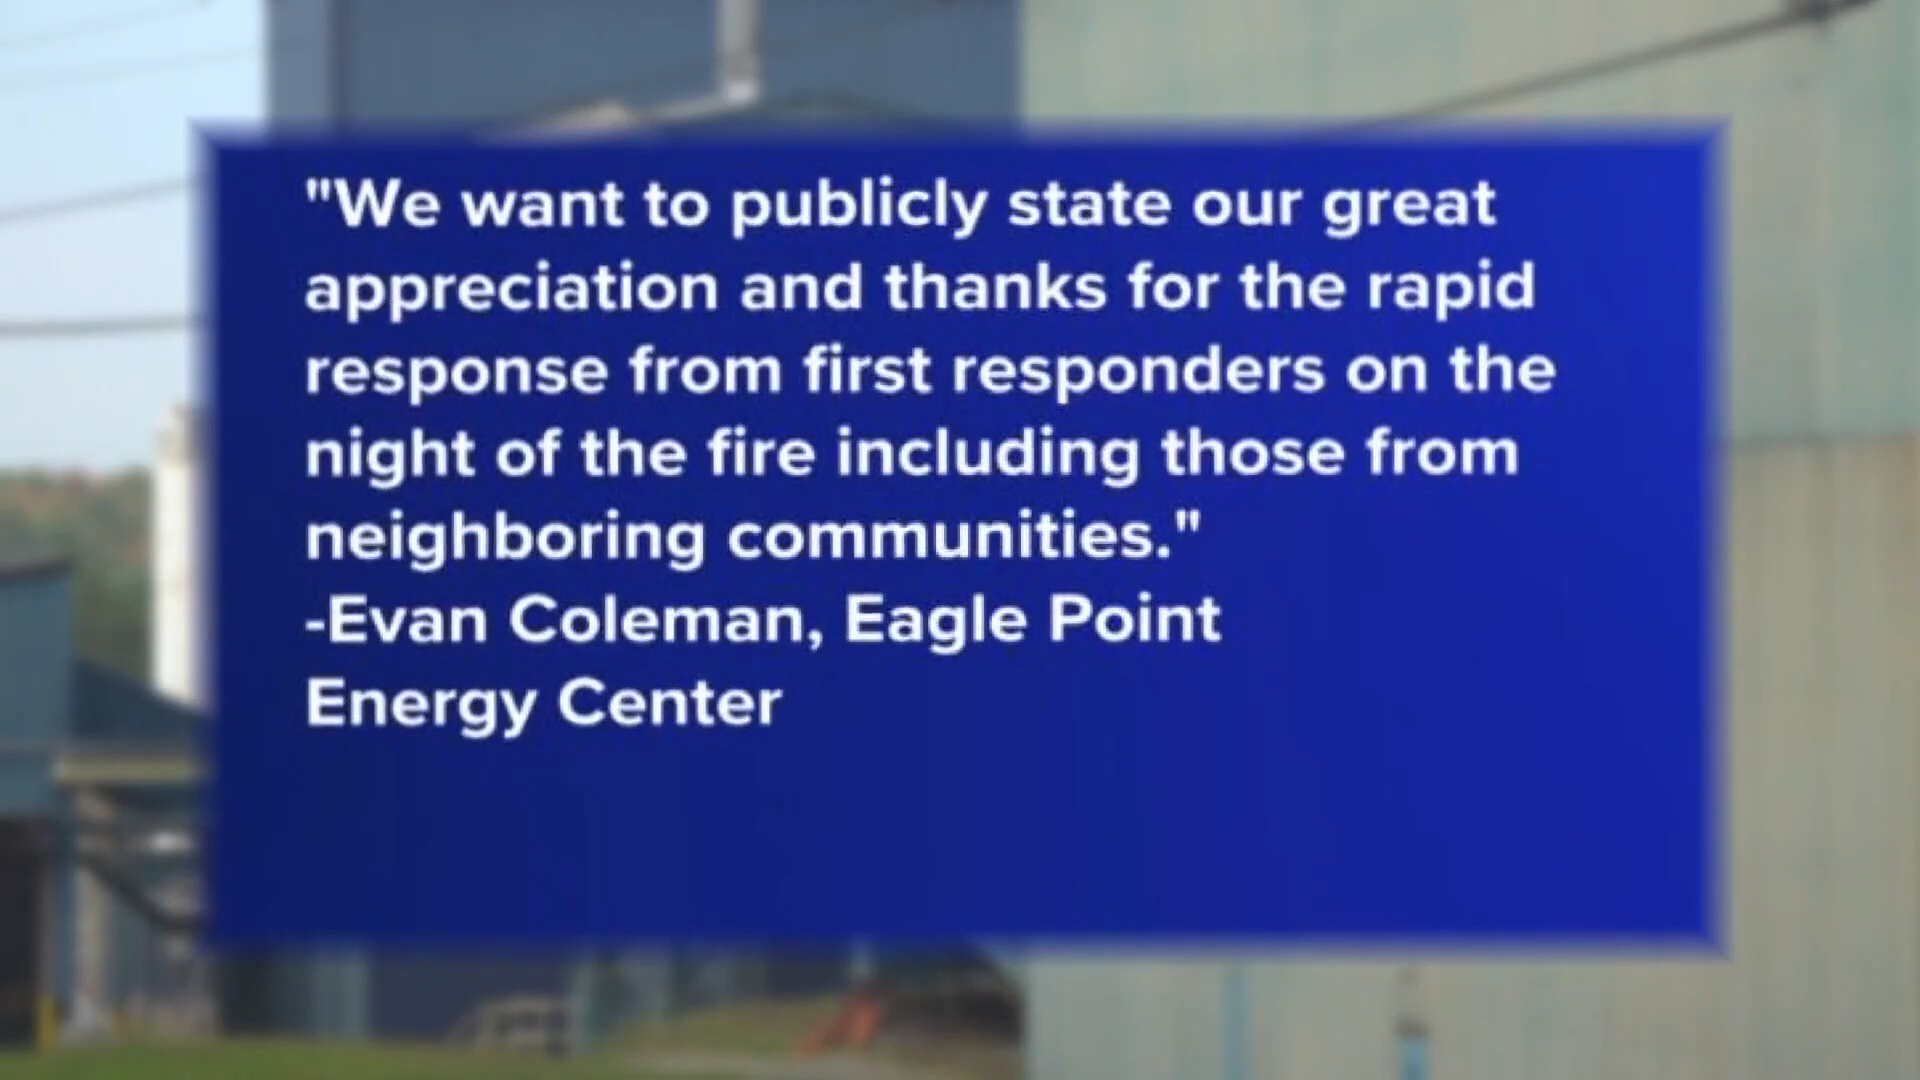 "We want to publicly state our great
appreciation and thanks for the rapid
response from first responders on the
night of the fire including those from
neighboring communities."
-Evan Coleman, Eagle Point
Energy Center